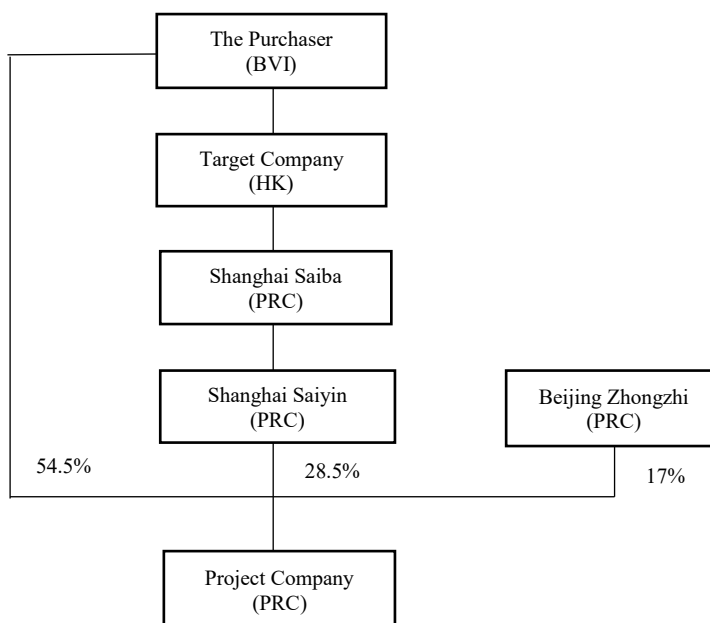 The Purchaser
(BVI)
Target Company
(HK)
Shanghai Saiba
(PRC)
Shanghai Saiyin
(PRC)
Beijing Zhongzhi
(PRC)
54.5%
28.5%
17%
Project Company
(PRC)